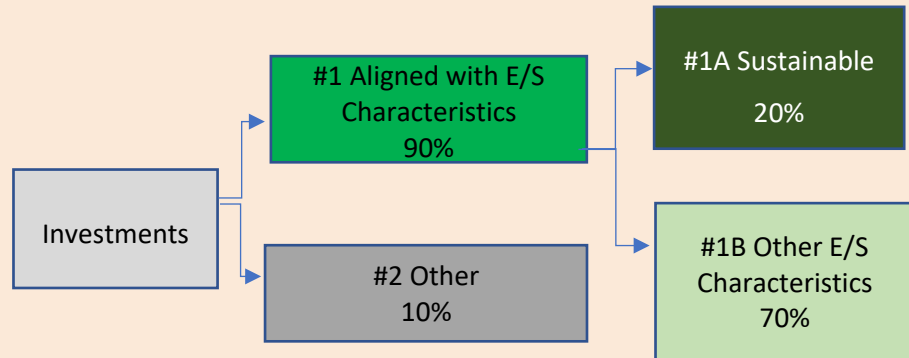 Investments
#1 Aligned with E/S
Characteristics
90%
#2 Other
10%
#1A Sustainable
20%
#1B Other E/S
Characteristics
70%